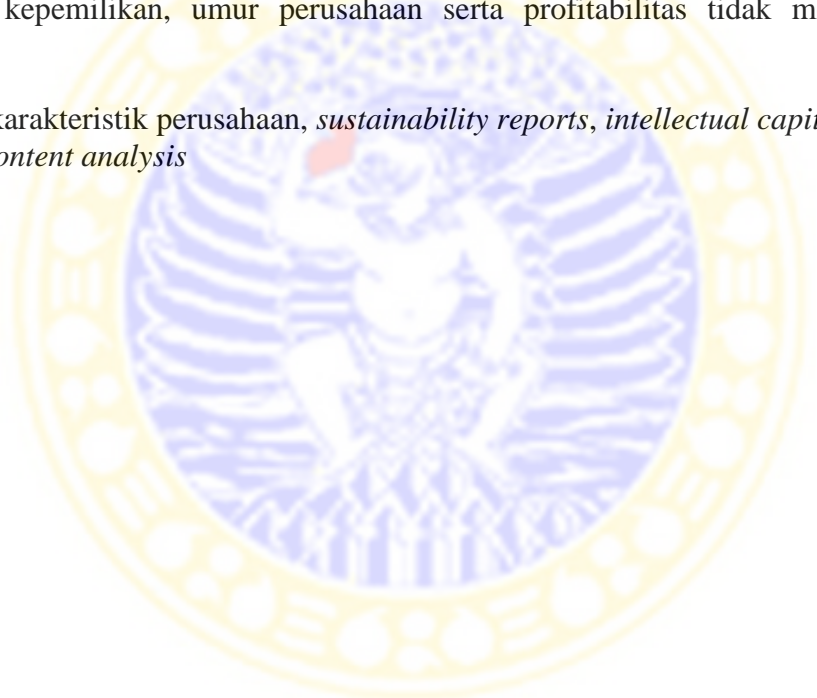 kepemilikan, umur perusahaan serta profitabilitas tidak m
karakteristik perusahaan, sustainability reports, intellectual capit
ontent analysis